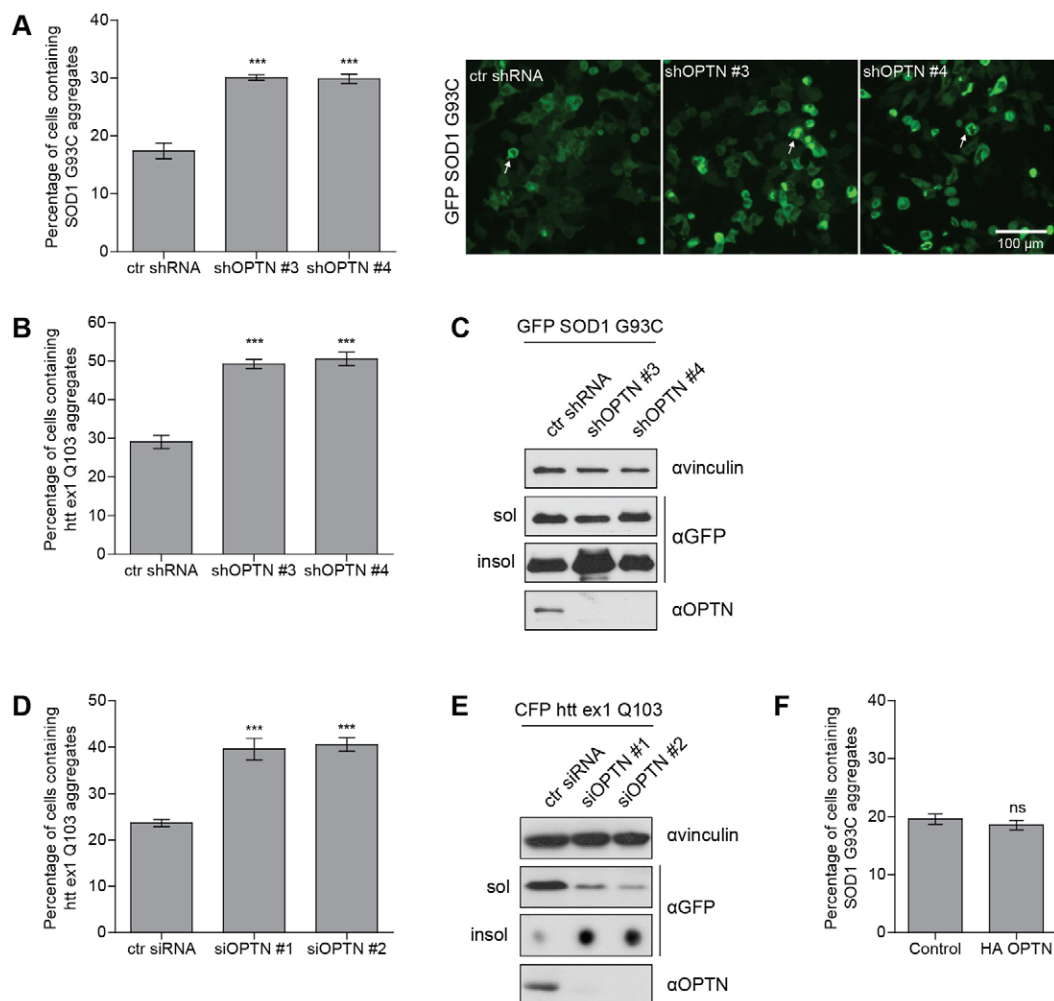 A
Percentage of cells containing
SOD1 G93C aggregates
40
30
20
10
0
***
***
ctr shRNA
shOPTN #3
shOPTN #4
GFP SOD1 G93C
ctr shRNA
shOPTN #3
shOPTN #4
100 µm
B
Percentage of cells containing
htt ex1 Q103 aggregates
60
50
40
30
20
10
0
***
***
ctr shRNA
shOPTN #3
shOPTN #4
C
GFP SOD1 G93C
ctr shRNA
shOPTN #3
shOPTN #4
αvinculin
sol
αGFP
insol
αOPTN
D
Percentage of cells containing
htt ex1 Q103 aggregates
50
40
30
20
10
0
***
***
ctr siRNA
siOPTN #1
siOPTN #2
E
CFP htt ex1 Q103
ctr siRNA
siOPTN #1
siOPTN #2
αvinculin
sol
αGFP
insol
αOPTN
F
Percentage of cells containing
SOD1 G93C aggregates
40
30
20
10
0
ns
Control
HA OPTN